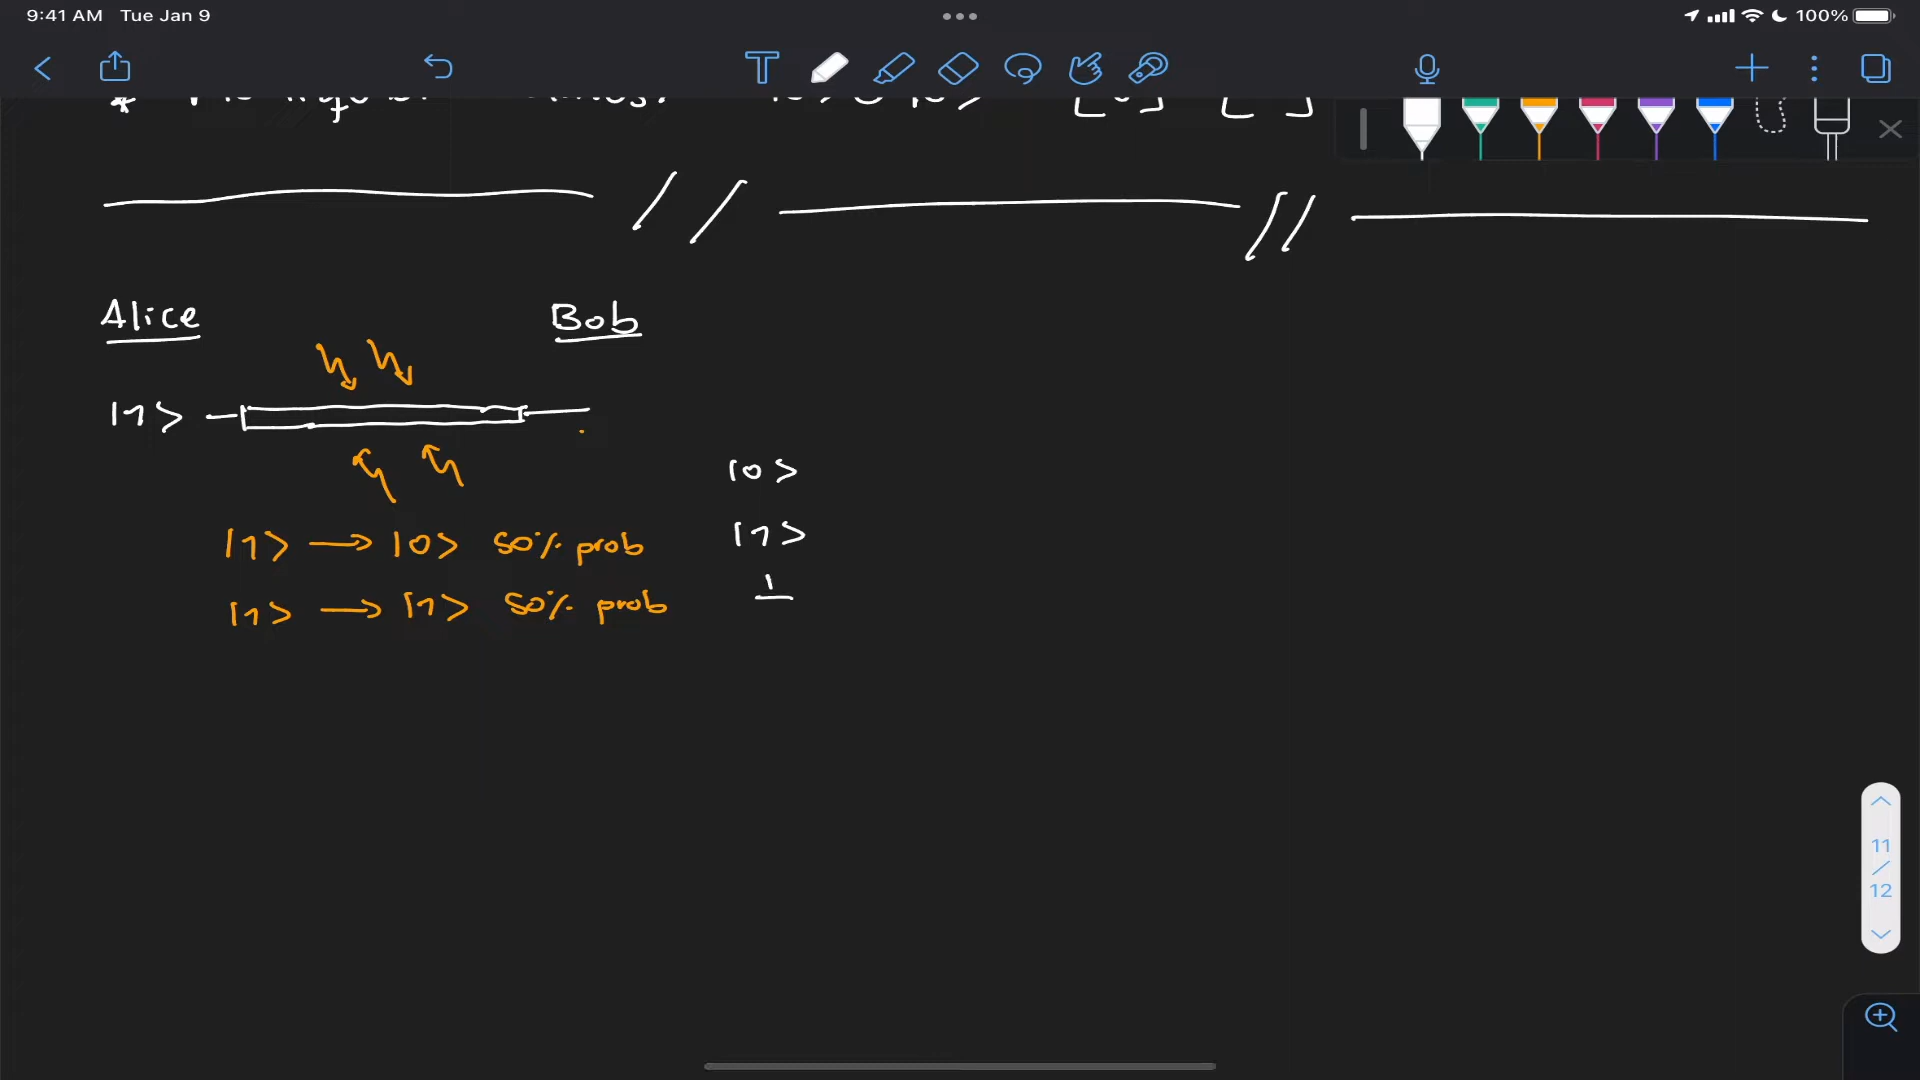 9:41 AM Tue Jan 9 100%
Alice Bob
|1>
|0>
|1>
|1> → |0> 50% prob
|1> → |1> 50% prob
1
11
/
12